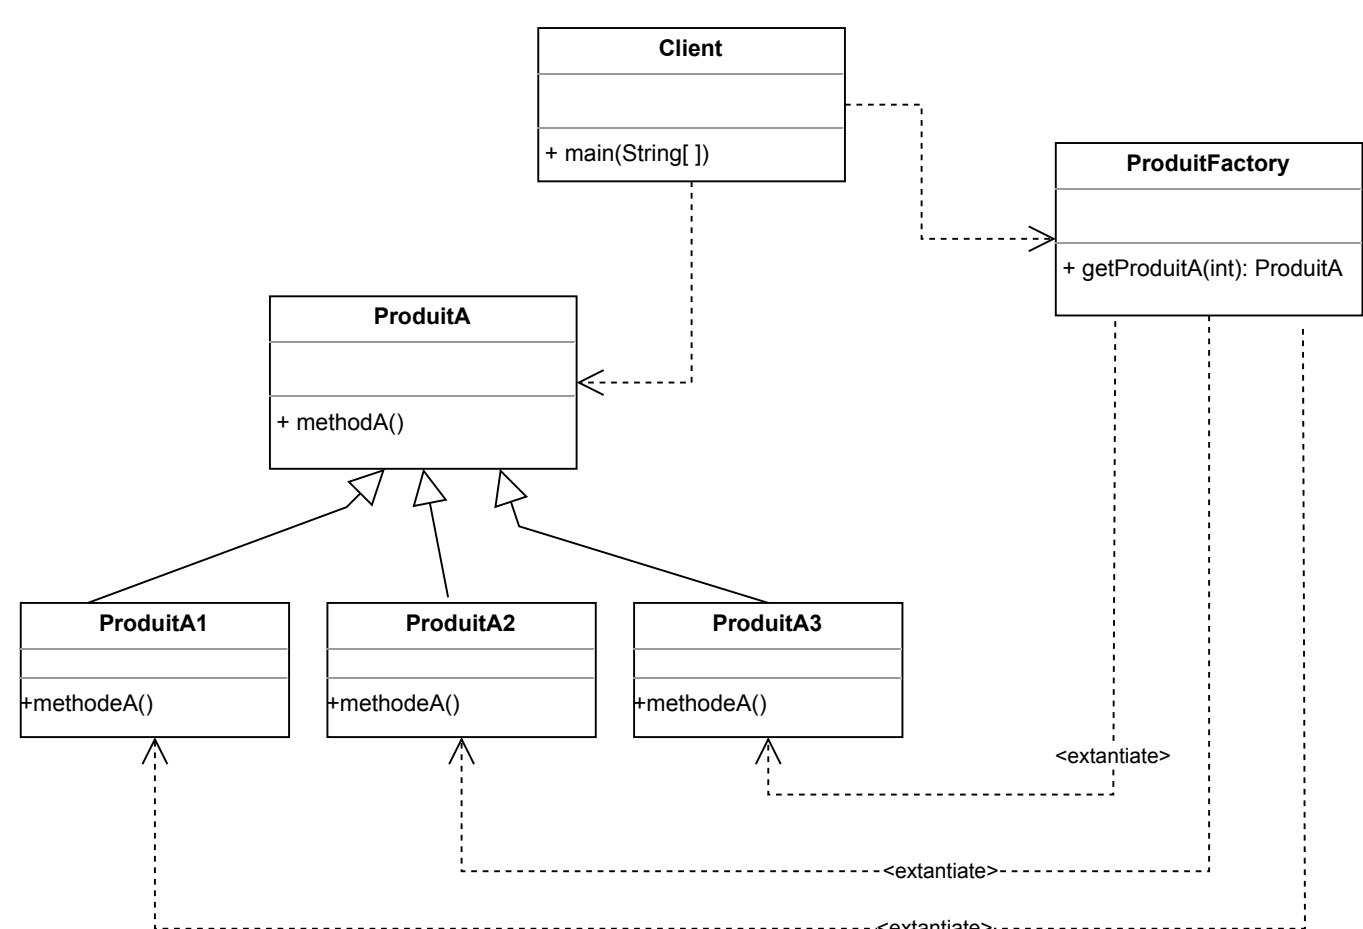 Client
+ main(String[ ])
ProduitFactory
+ getProduitA(int): ProduitA
ProduitA
+ methodA()
ProduitA1
+methodeA()
ProduitA2
+methodeA()
ProduitA3
+methodeA()
<extantiate>
<extantiate>
<extantiate>